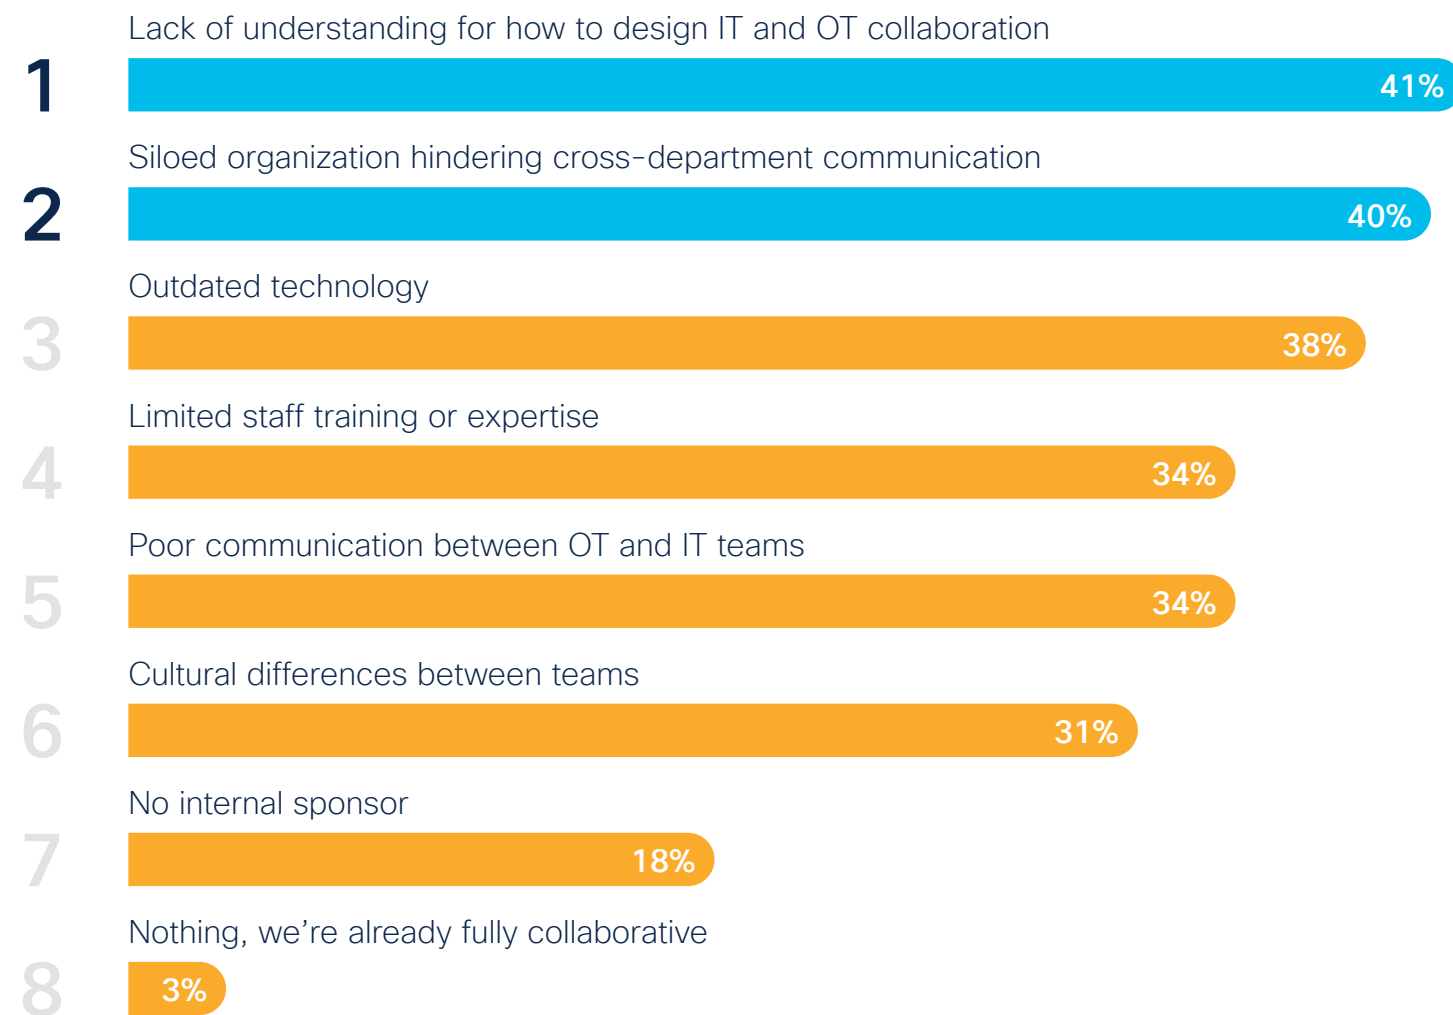 Lack of understanding for how to design IT and OT collaboration
1
41%
Siloed organization hindering cross-department communication
2
40%
Outdated technology
3
38%
Limited staff training or expertise
4
34%
Poor communication between OT and IT teams
5
34%
Cultural differences between teams
6
31%
No internal sponsor
7
18%
Nothing, we’re already fully collaborative
8
3%